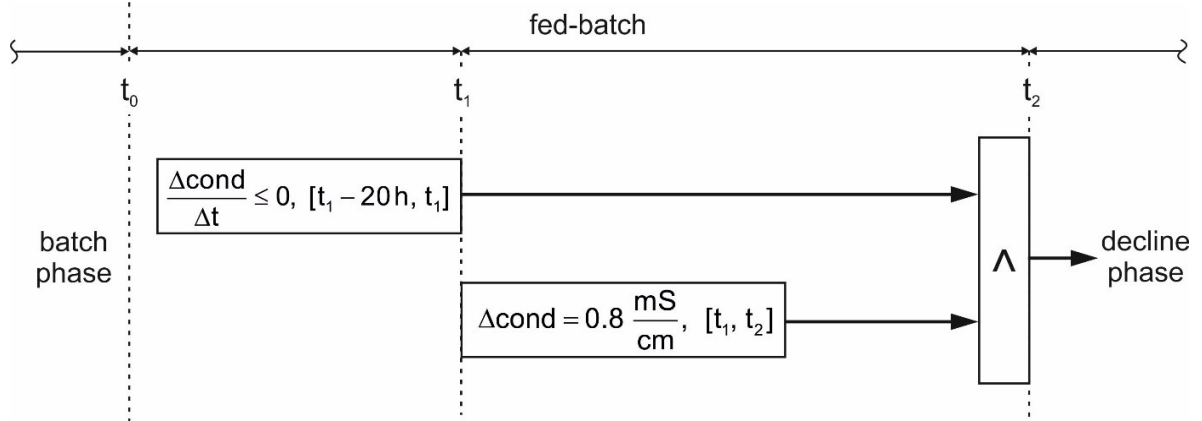 fed-batch
t₀ t₁ t₂
Δcond/Δt ≤ 0, [t₁ − 20 h, t₁]
batch
phase
∧
decline
phase
Δcond = 0.8 mS/cm, [t₁, t₂]